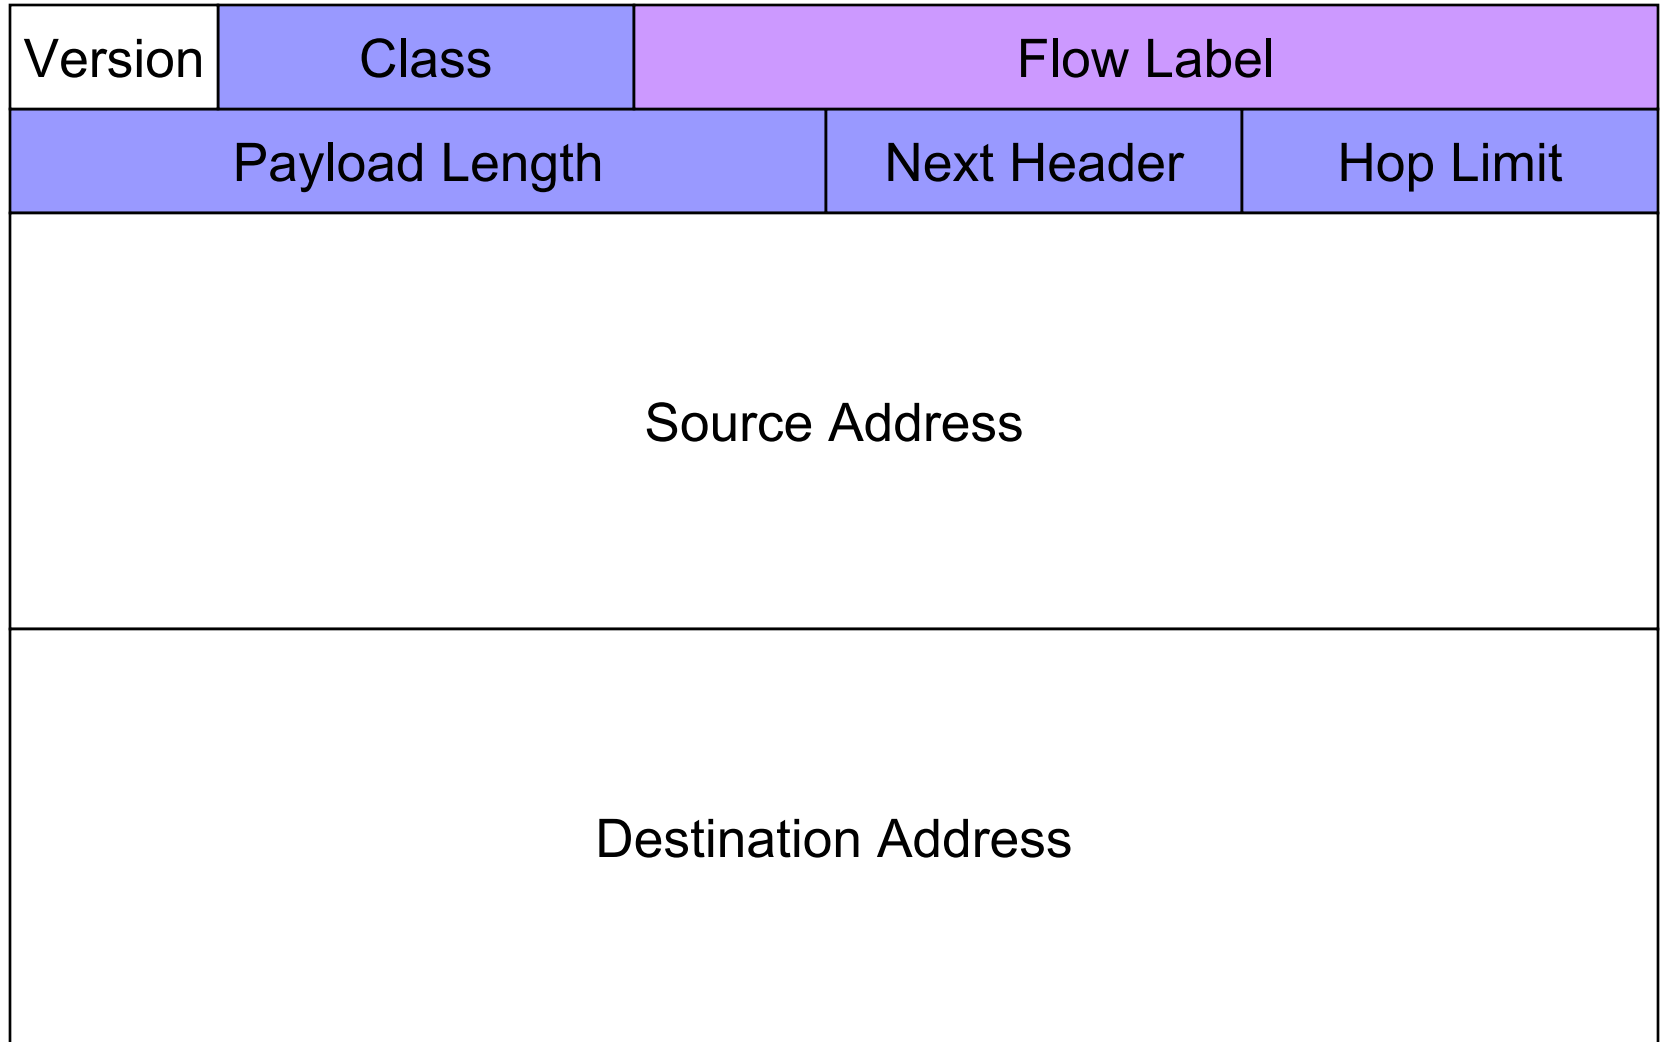 Version Class Flow Label
Payload Length Next Header Hop Limit
Source Address
Destination Address